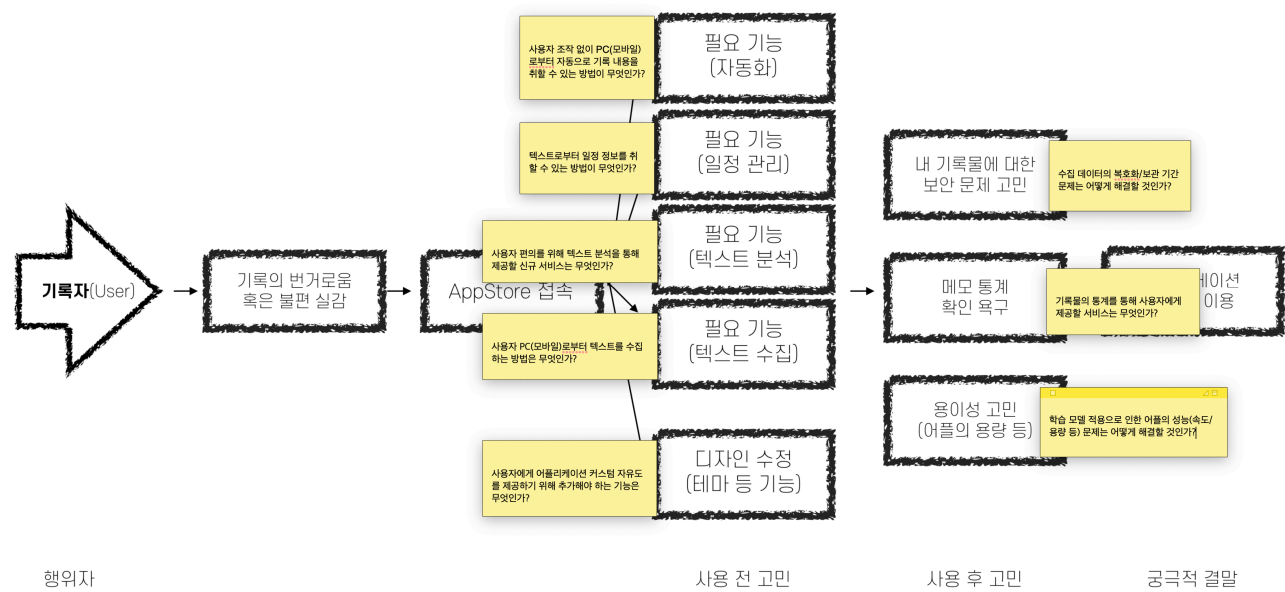 기록자(User)
기록의 번거로움
혹은 불편 실감
AppStore 접속
사용자 조작 없이 PC(모바일)
로부터 자동으로 기록 내용을
취할 수 있는 방법이 무엇인가?
필요 기능
(자동화)
텍스트로부터 일정 정보를 취
할 수 있는 방법이 무엇인가?
필요 기능
(일정 관리)
사용자 편의를 위해 텍스트 분석을 통해
제공할 신규 서비스는 무엇인가?
필요 기능
(텍스트 분석)
사용자 PC(모바일)로부터 텍스트를 수집
하는 방법은 무엇인가?
필요 기능
(텍스트 수집)
사용자에게 어플리케이션 커스텀 자유도
를 제공하기 위해 추가해야 하는 기능은
무엇인가?
디자인 수정
(테마 등 기능)
내 기록물에 대한
보안 문제 고민
수집 데이터의 복호화/보관 기간
문제는 어떻게 해결할 것인가?
메모 통계
확인 욕구
기록물의 통계를 통해 사용자에게
제공할 서비스는 무엇인가?
케이션
이용
용이성 고민
(어플의 용량 등)
학습 모델 적용으로 인한 어플의 성능(속도/
용량 등) 문제는 어떻게 해결할 것인가?
행위자
사용 전 고민
사용 후 고민
궁극적 결말